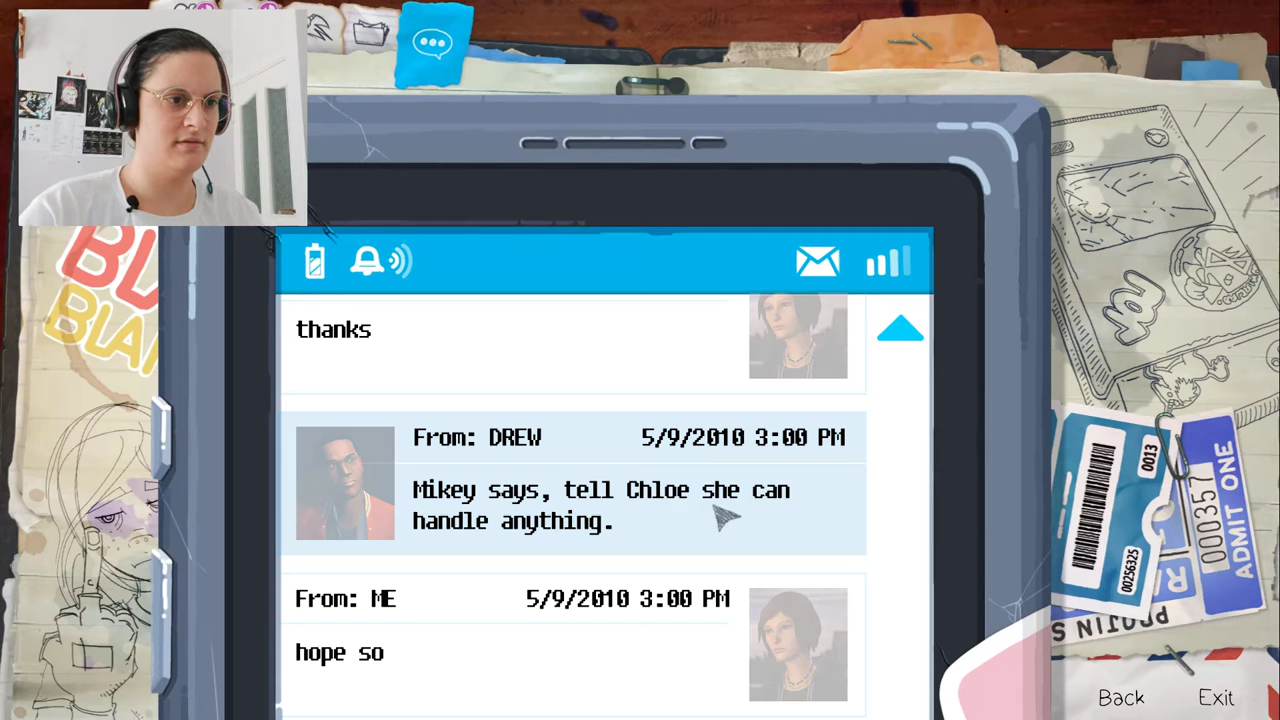 thanks
From: DREW 5/9/2010 3:00 PM
Mikey says, tell Chloe she can
handle anything.
From: ME 5/9/2010 3:00 PM
hope so
0013
00256325
000357
ADMIT ONE
Back Exit